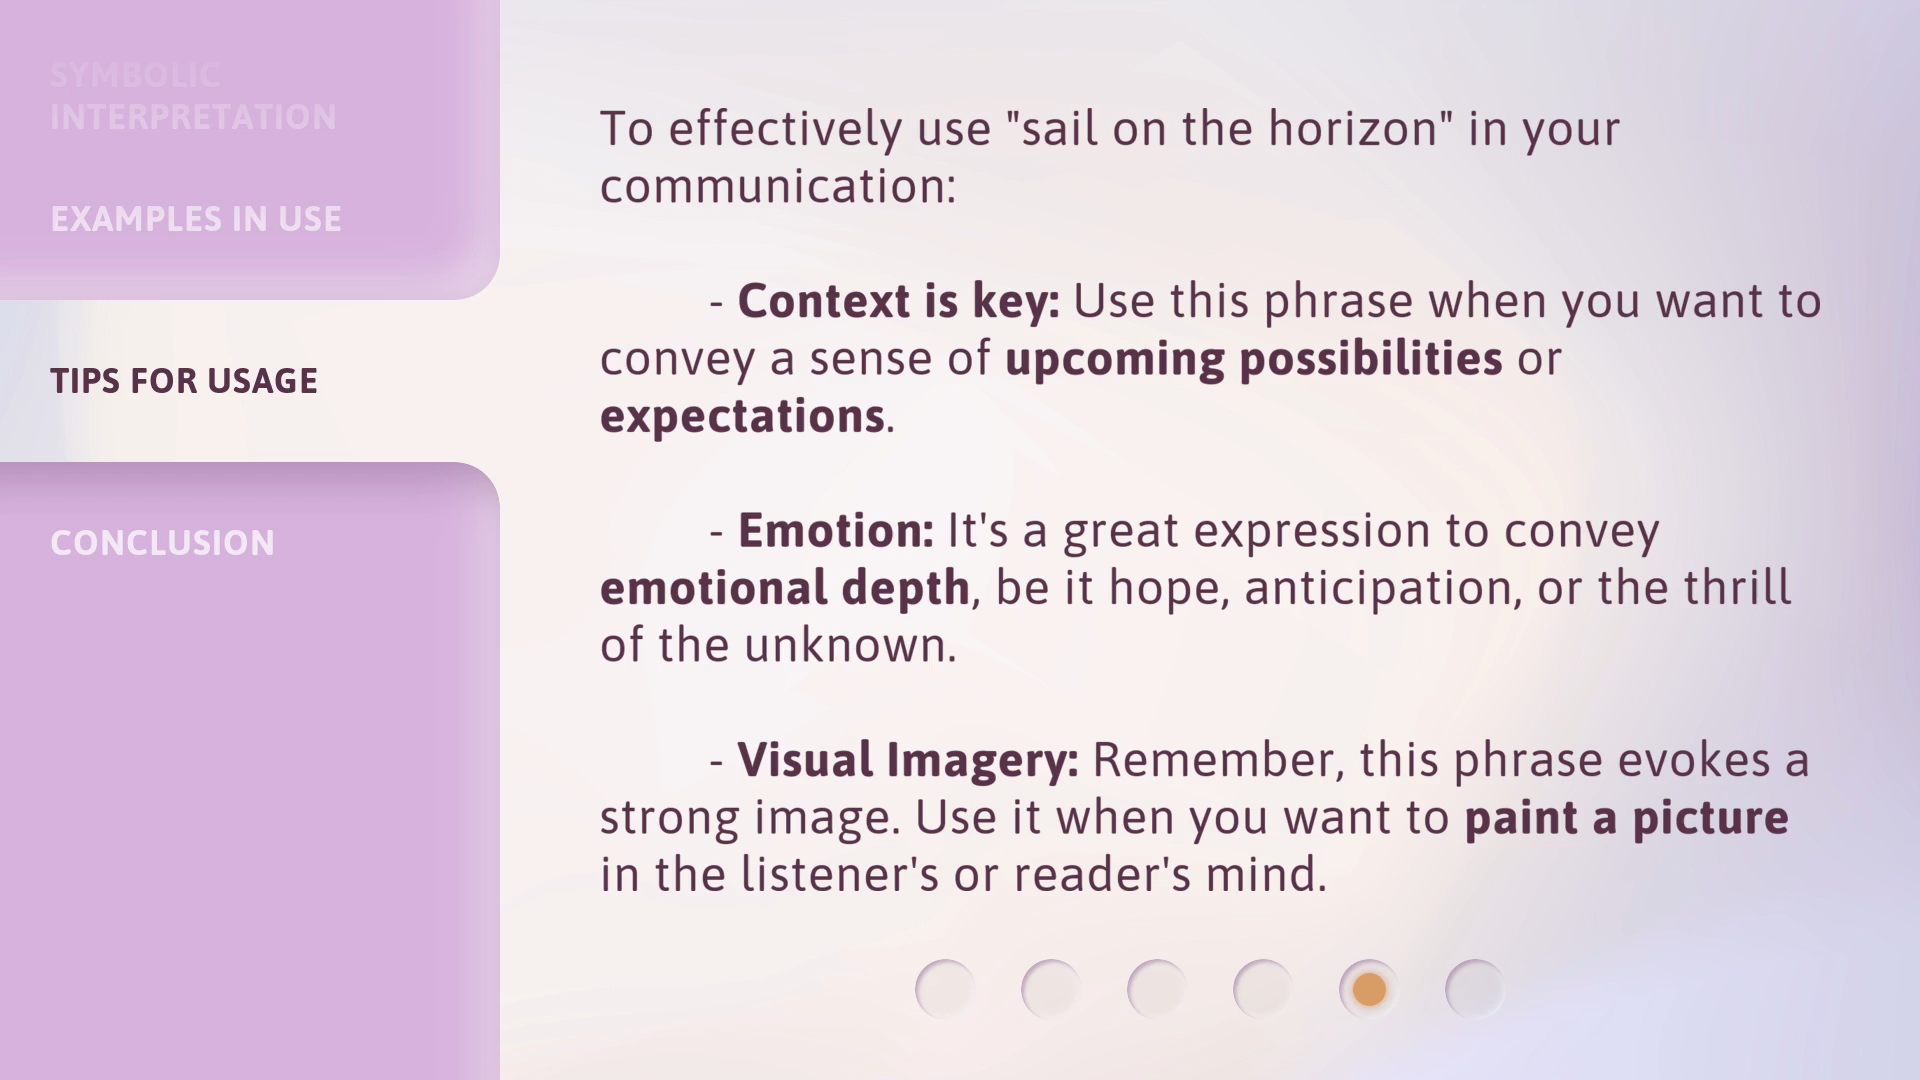 SYMBOLIC
INTERPRETATION
EXAMPLES IN USE
TIPS FOR USAGE
CONCLUSION
To effectively use "sail on the horizon" in your
communication:
- Context is key: Use this phrase when you want to
convey a sense of upcoming possibilities or
expectations.
- Emotion: It's a great expression to convey
emotional depth, be it hope, anticipation, or the thrill
of the unknown.
- Visual Imagery: Remember, this phrase evokes a
strong image. Use it when you want to paint a picture
in the listener's or reader's mind.